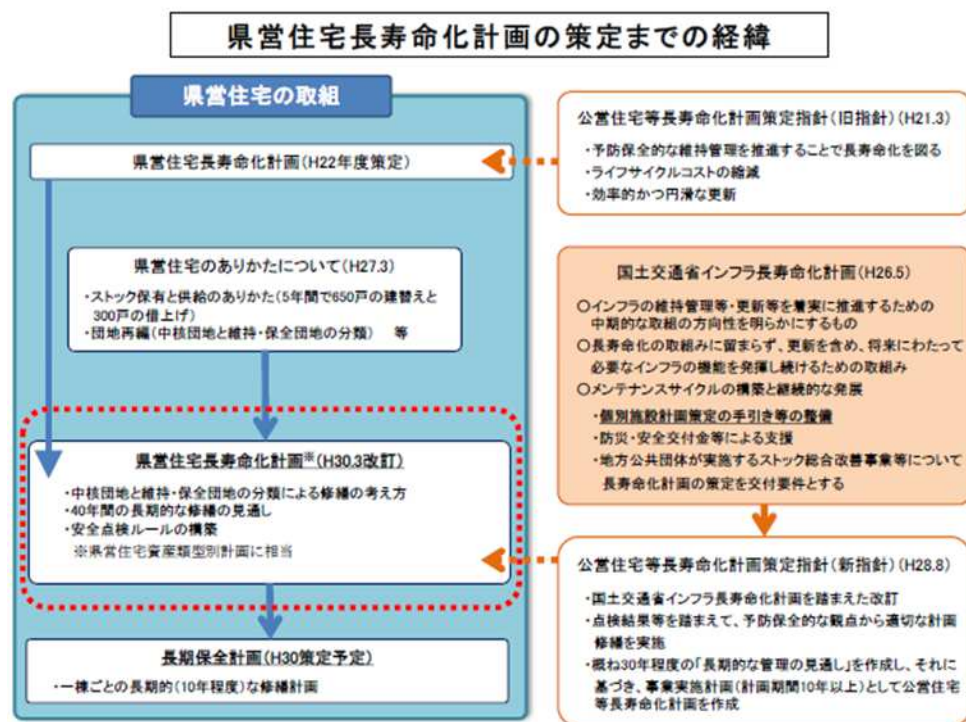 県営住宅長寿命化計画の策定までの経緯
県営住宅の取組
県営住宅長寿命化計画(H22年度策定)
県営住宅のありかたについて(H27.3)
・ストック保有と供給のありかた(5年間で650戸の建替えと
300戸の借上げ)
・団地再編(中核団地と維持・保全団地の分類) 等
県営住宅長寿命化計画※(H30.3改訂)
・中核団地と維持・保全団地の分類による修繕の考え方
・40年間の長期的な修繕の見通し
・安全点検ルールの構築
※県営住宅資産類型別計画に相当
長期保全計画(H30策定予定)
・一棟ごとの長期的(10年程度)な修繕計画
公営住宅等長寿命化計画策定指針(旧指針)(H21.3)
・予防保全的な維持管理を推進することで長寿命化を図る
・ライフサイクルコストの縮減
・効率的かつ円滑な更新
国土交通省インフラ長寿命化計画(H26.5)
○インフラの維持管理等・更新等を着実に推進するための
中期的な取組の方向性を明らかにするもの
○長寿命化の取組みに留まらず、更新を含め、将来にわたって
必要なインフラの機能を発揮し続けるための取組み
○メンテナンスサイクルの構築と継続的な発展
・個別施設計画策定の手引き等の整備
・防災・安全交付金等による支援
・地方公共団体が実施するストック総合改善事業等について
長寿命化計画の策定を交付要件とする
公営住宅等長寿命化計画策定指針(新指針)(H28.8)
・国土交通省インフラ長寿命化計画を踏まえた改訂
・点検結果等を踏まえて、予防保全的な観点から適切な計画
修繕を実施
・概ね30年程度の「長期的な管理の見通し」を作成し、それに
基づき、事業実施計画(計画期間10年以上)として公営住宅
等長寿命化計画を作成